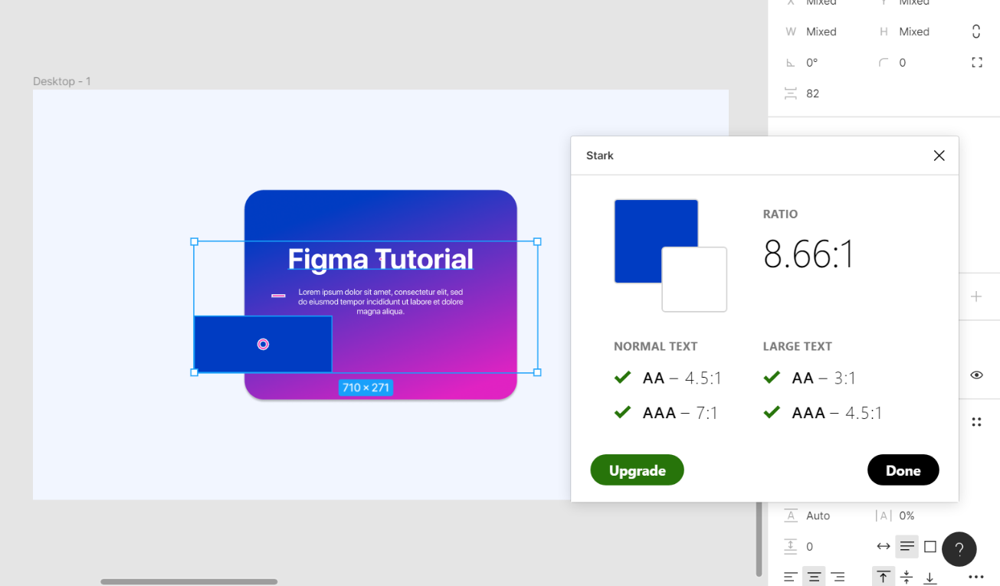 X Mixed Y Mixed
W Mixed H Mixed
0° 0
82
Desktop - 1
Figma Tutorial
Lorem ipsum dolor sit amet, consectetur elit, sed
do eiusmod tempor incididunt ut labore et dolore
magna aliqua.
710 × 271
Stark
RATIO
8.66:1
NORMAL TEXT
AA – 4.5:1
AAA – 7:1
LARGE TEXT
AA – 3:1
AAA – 4.5:1
Upgrade
Done
A Auto |A| 0%
0
?